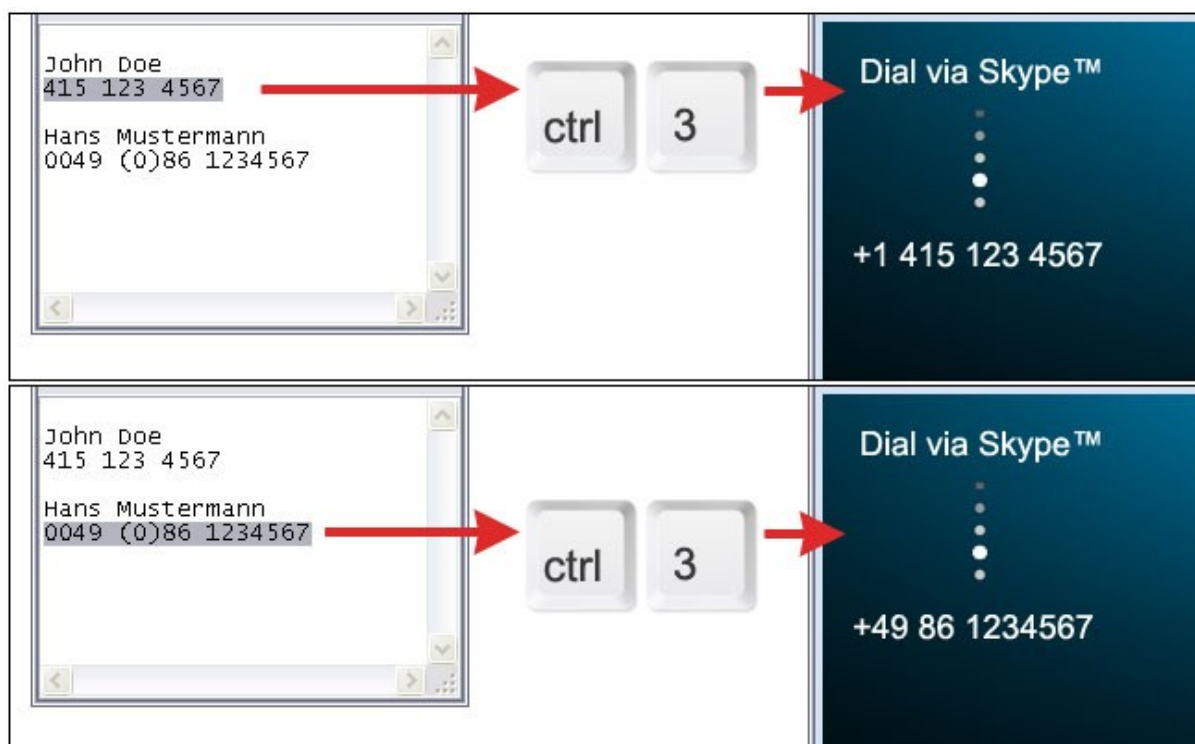 John Doe
415 123 4567
Hans Mustermann
0049 (0)86 1234567
ctrl
3
Dial via Skype™
+1 415 123 4567
John Doe
415 123 4567
Hans Mustermann
0049 (0)86 1234567
ctrl
3
Dial via Skype™
+49 86 1234567